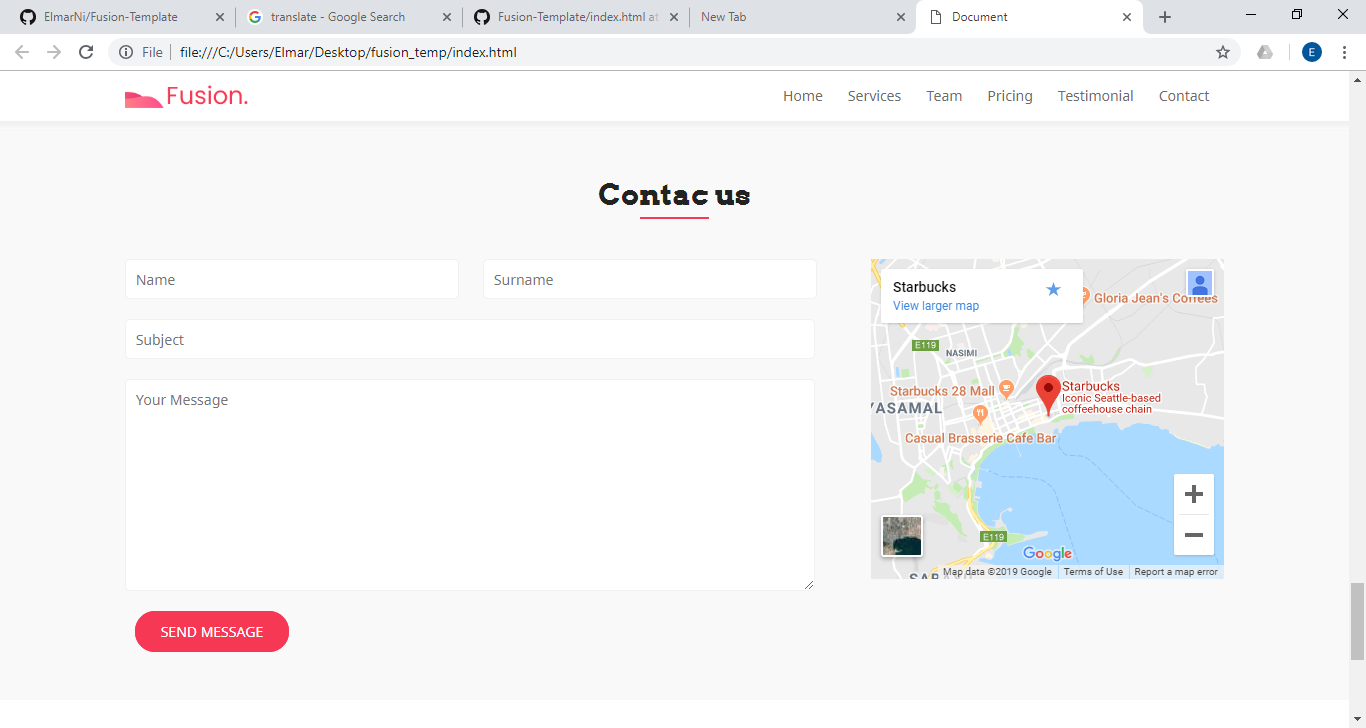 ElmarNi/Fusion-Template
translate - Google Search
Fusion-Template/index.html at
New Tab
Document
File
file:///C:/Users/Elmar/Desktop/fusion_temp/index.html
E
Fusion.
Home Services Team Pricing Testimonial Contact
Contac us
Name
Surname
Subject
Your Message
SEND MESSAGE
Starbucks
View larger map
Gloria Jean's Coffees
E119
NASIMI
Starbucks 28 Mall
Starbucks
Iconic Seattle-based
coffeehouse chain
YASAMAL
Casual Brasserie Cafe Bar
E119
Google
Map data ©2019 Google
Terms of Use
Report a map error